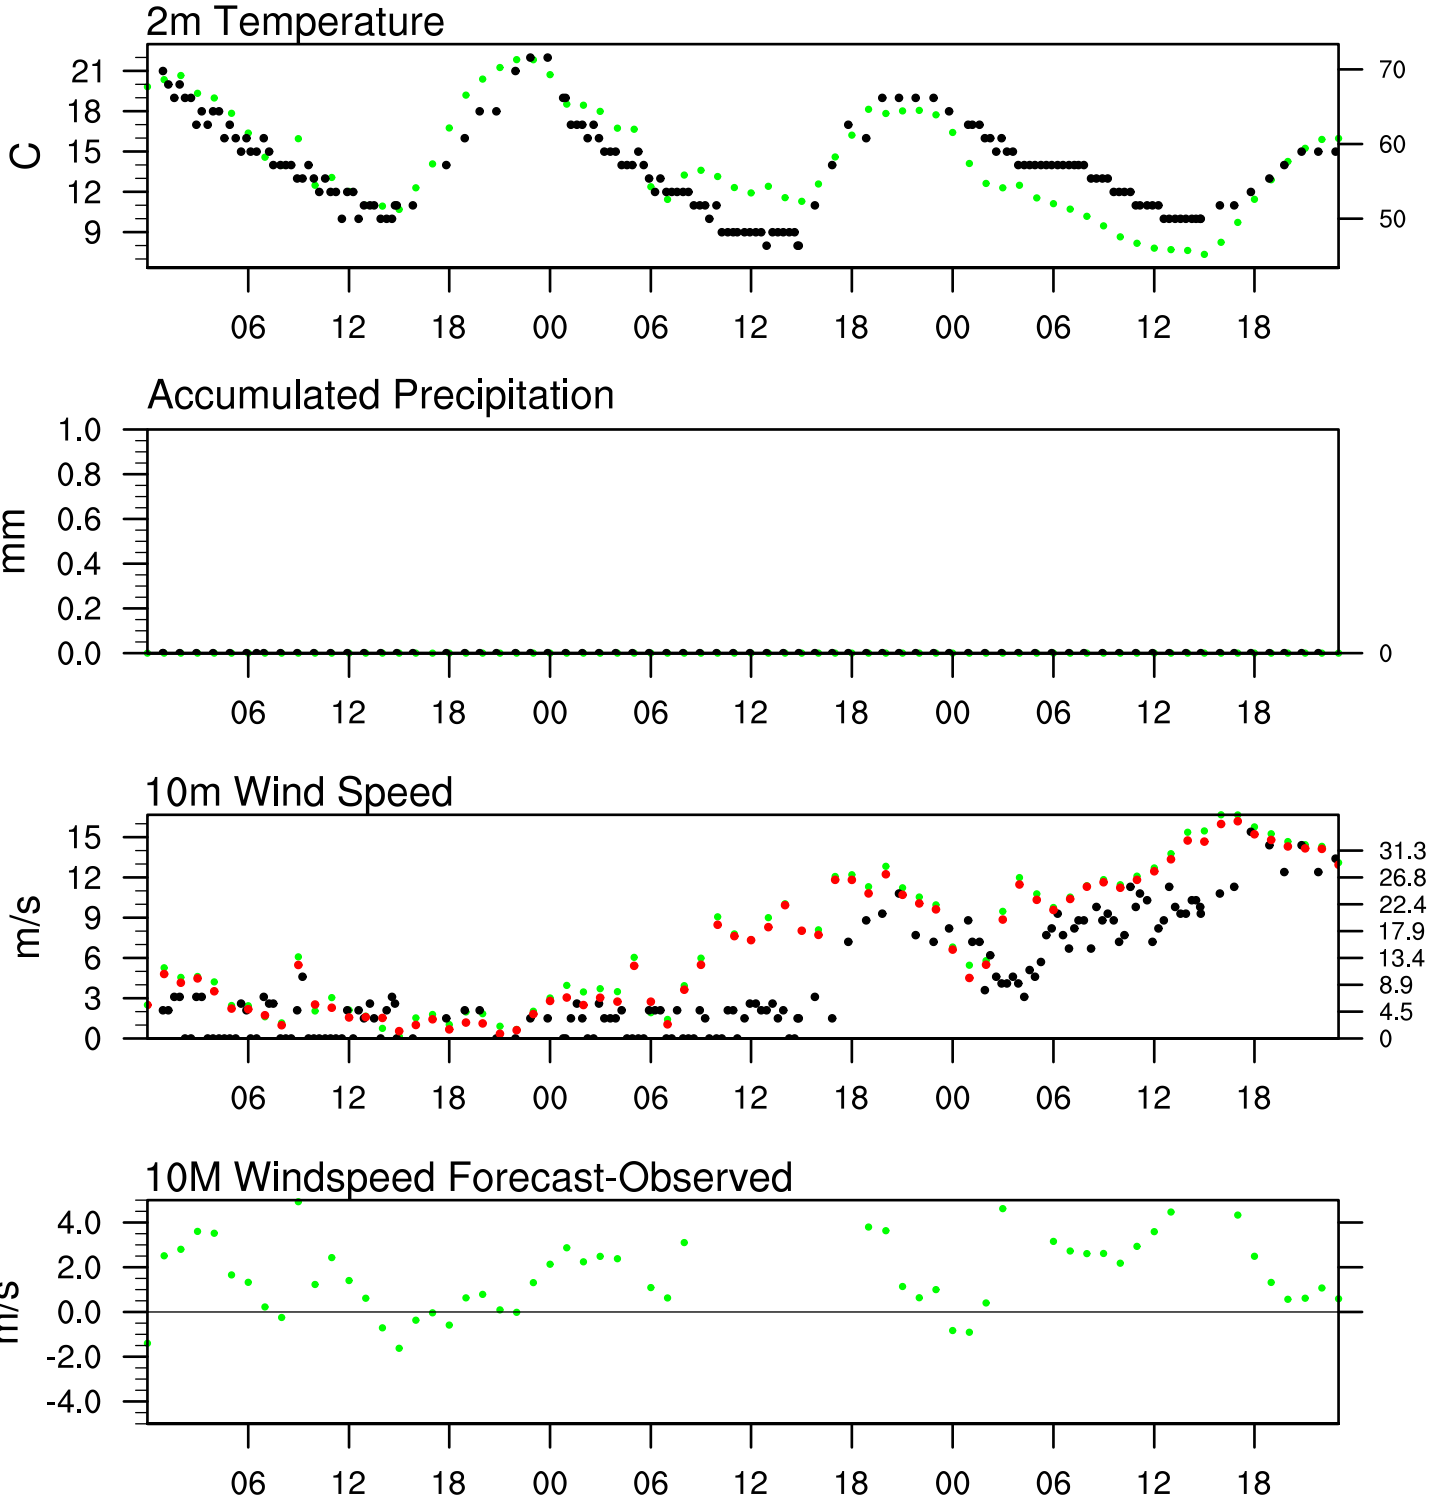 2m Temperature
21
18
15
12
9
C
70
60
50
06 12 18 00 06 12 18 00 06 12 18
Accumulated Precipitation
1.0
0.8
0.6
0.4
0.2
0.0
mm
0
06 12 18 00 06 12 18 00 06 12 18
10m Wind Speed
15
12
9
6
3
0
m/s
31.3
26.8
22.4
17.9
13.4
8.9
4.5
0
06 12 18 00 06 12 18 00 06 12 18
10M Windspeed Forecast-Observed
4.0
2.0
0.0
-2.0
-4.0
m/s
06 12 18 00 06 12 18 00 06 12 18